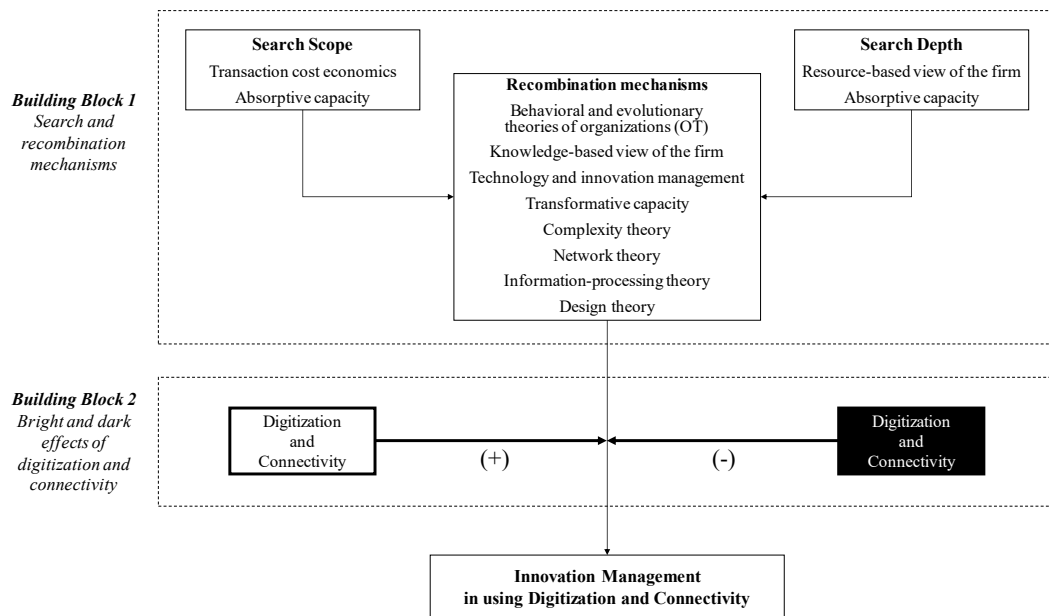 Building Block 1
Search and
recombination
mechanisms
Search Scope
Transaction cost economics
Absorptive capacity
Recombination mechanisms
Behavioral and evolutionary
theories of organizations (OT)
Knowledge-based view of the firm
Technology and innovation management
Transformative capacity
Complexity theory
Network theory
Information-processing theory
Design theory
Search Depth
Resource-based view of the firm
Absorptive capacity
Building Block 2
Bright and dark
effects of
digitization and
connectivity
Digitization
and
Connectivity
(+)
(-)
Digitization
and
Connectivity
Innovation Management
in using Digitization and Connectivity